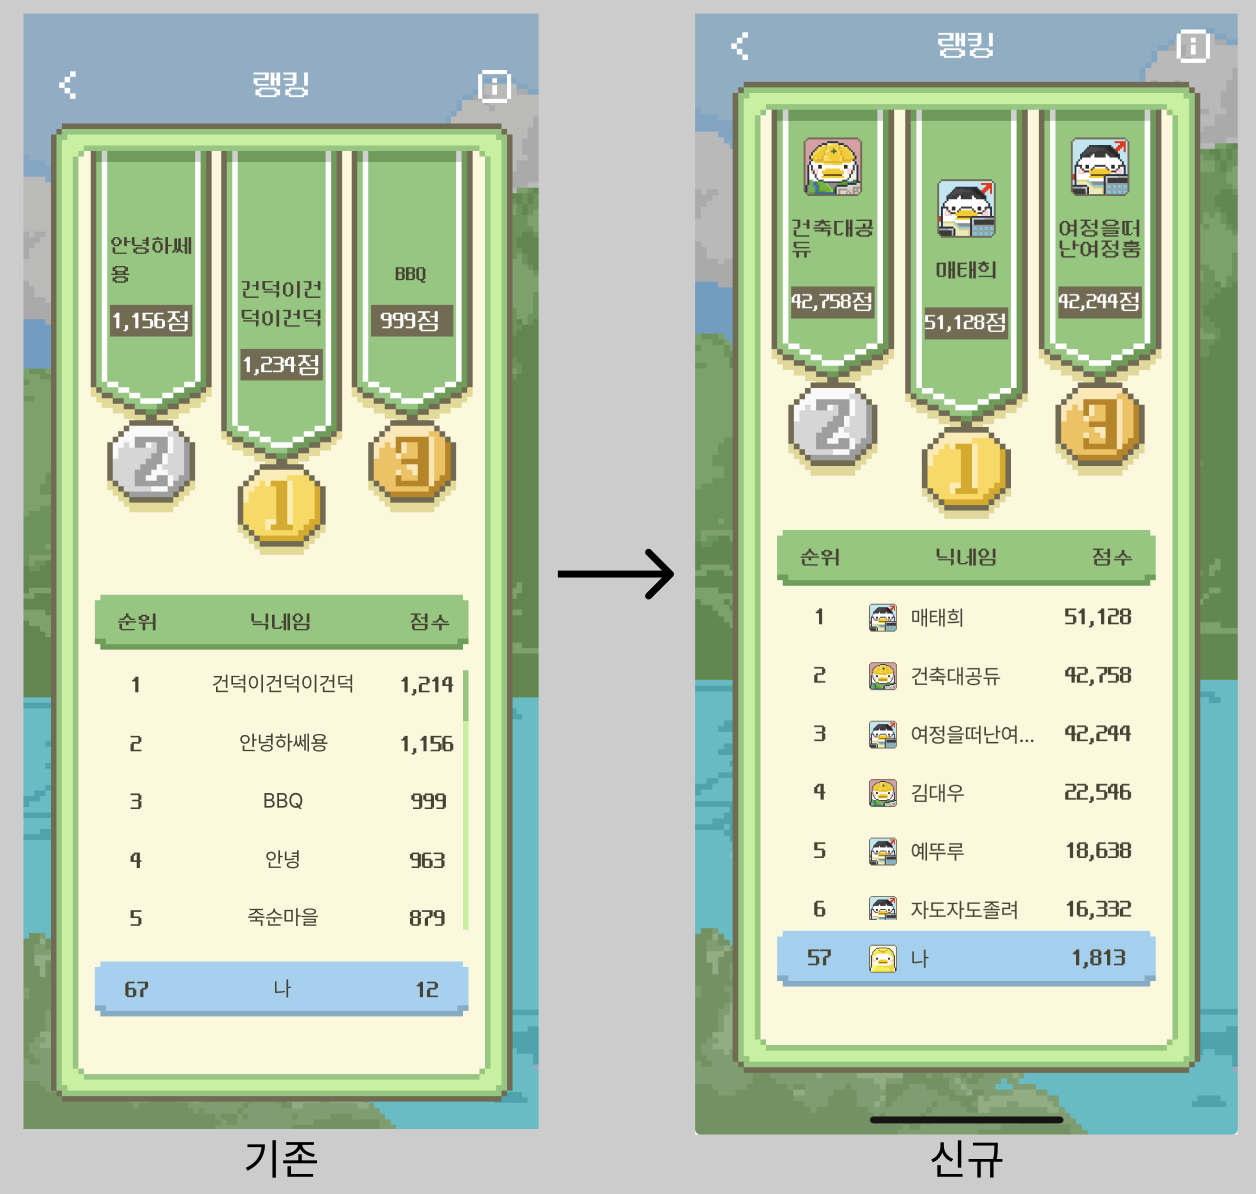 랭킹
안녕하쎄
용
1,156점
건덕이건
덕이건덕
1,234점
BBQ
999점
2
1
3
순위 닉네임 점수
1 건덕이건덕이건덕 1,214
2 안녕하쎄용 1,156
3 BBQ 999
4 안녕 963
5 죽순마을 879
67 나 12
기존
랭킹
건축대공
듀
42,758점
매태희
51,128점
여정을떠
난여정훔
42,244점
2
1
3
순위 닉네임 점수
1 매태희 51,128
2 건축대공듀 42,758
3 여정을떠난여... 42,244
4 김대우 22,546
5 예뚜루 18,638
6 자도자도졸려 16,332
57 나 1,813
신규